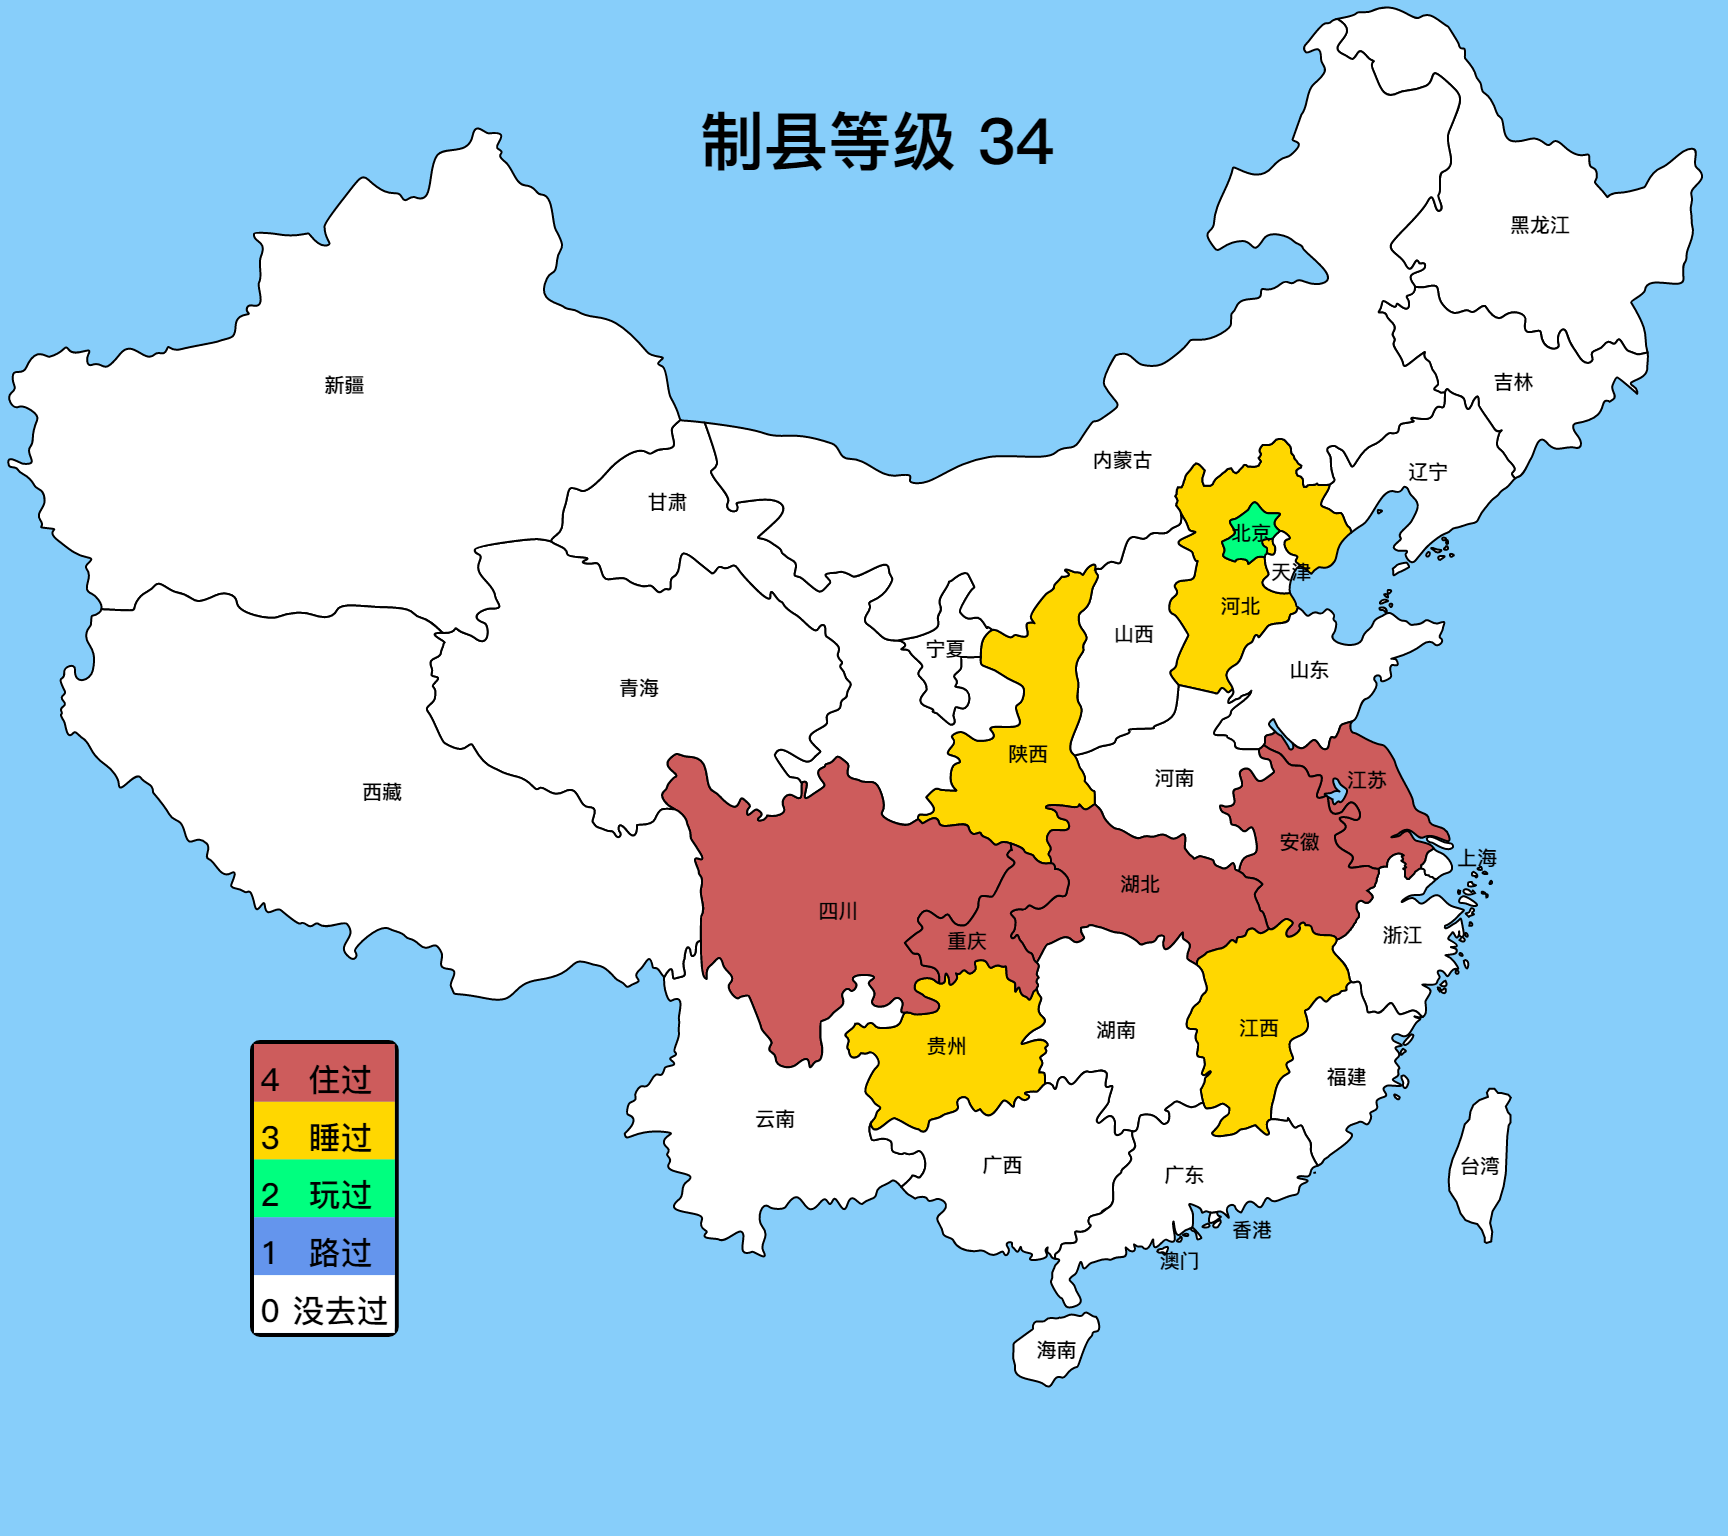 制县等级 34
黑龙江
新疆
吉林
内蒙古
辽宁
甘肃
北京
天津
河北
山西
宁夏
山东
青海
陕西
河南
江苏
西藏
安徽
上海
湖北
四川
浙江
重庆
湖南
江西
贵州
福建
云南
广西
台湾
广东
香港
澳门
海南
4 住过
3 睡过
2 玩过
1 路过
0 没去过